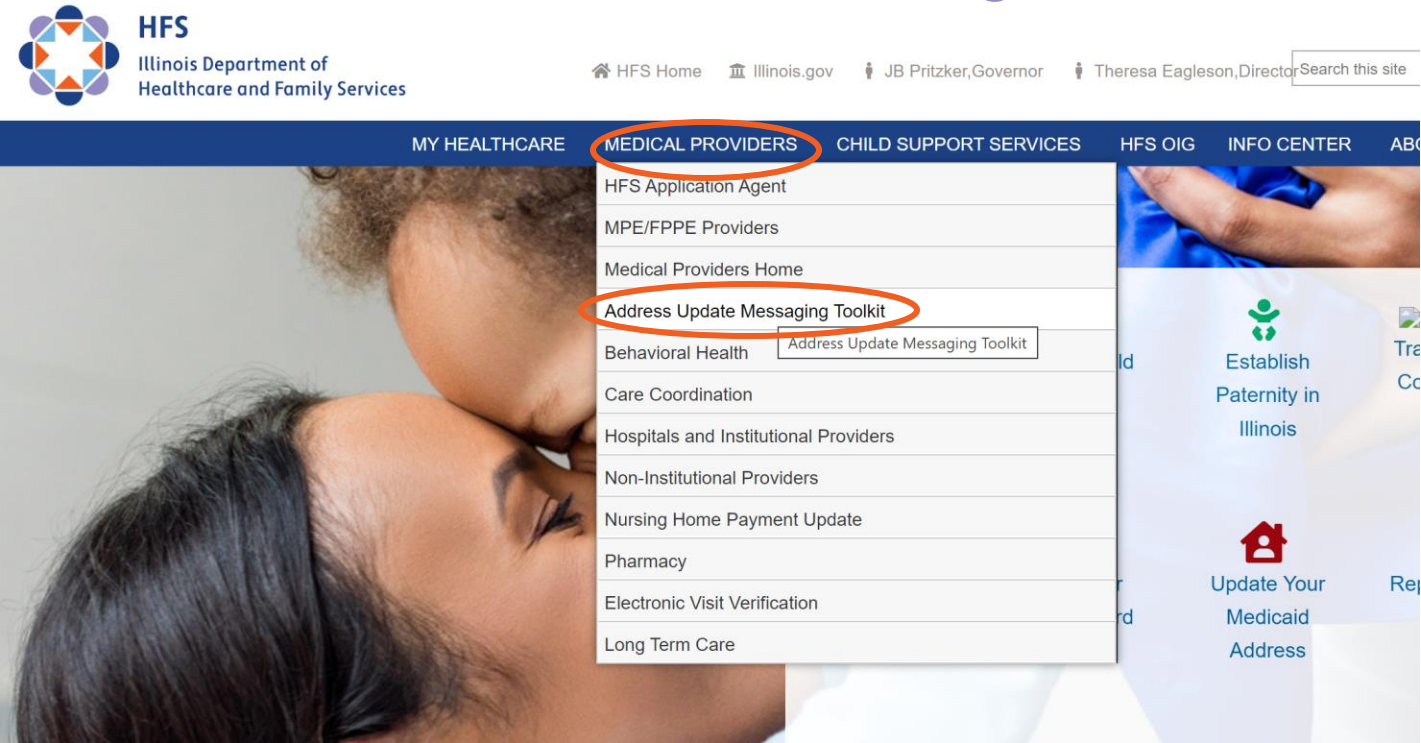 HFS
Illinois Department of
Healthcare and Family Services
HFS Home Illinois.gov JB Pritzker,Governor Theresa Eagleson,Director Search this site
MY HEALTHCARE MEDICAL PROVIDERS CHILD SUPPORT SERVICES HFS OIG INFO CENTER
HFS Application Agent
MPE/FPPE Providers
Medical Providers Home
Address Update Messaging Toolkit
Address Update Messaging Toolkit
Behavioral Health
Care Coordination
Hospitals and Institutional Providers
Non-Institutional Providers
Nursing Home Payment Update
Pharmacy
Electronic Visit Verification
Long Term Care
Establish
Paternity in
Illinois
Update Your
Medicaid
Address